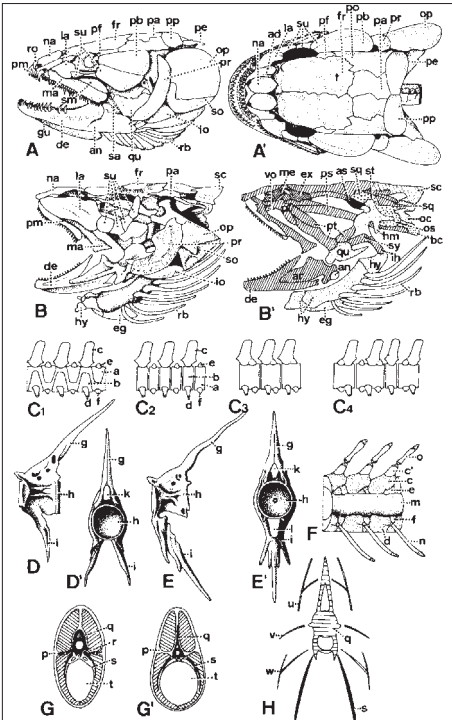 na la su pf fr pb pa pp pe
ro op
pm pr
ma sm so
gu io
de an sa qu rb
A
ad la su pf fr po pb pa pr op
na
t
pe
pp
A'
na la su fr pa sc
pm op
ma pr
so
de io
hy eg rb
B
vo me ex ps as sq st sc
sq
oc
pt hm os
sy bc
qu ih
an hy
ar
de rb
hy eg
B'
c
e
a
b
d f
C1
c
e
b
a
d f
C2
C3
C4
g
h
i
D
g
k
h
i
D'
g
h
i
E
g
k
h
l
i
E'
o
c'
c
e
m
f
d n
F
q
r
p s
t
G
q
p s
t
G'
u
v q
w
s
H